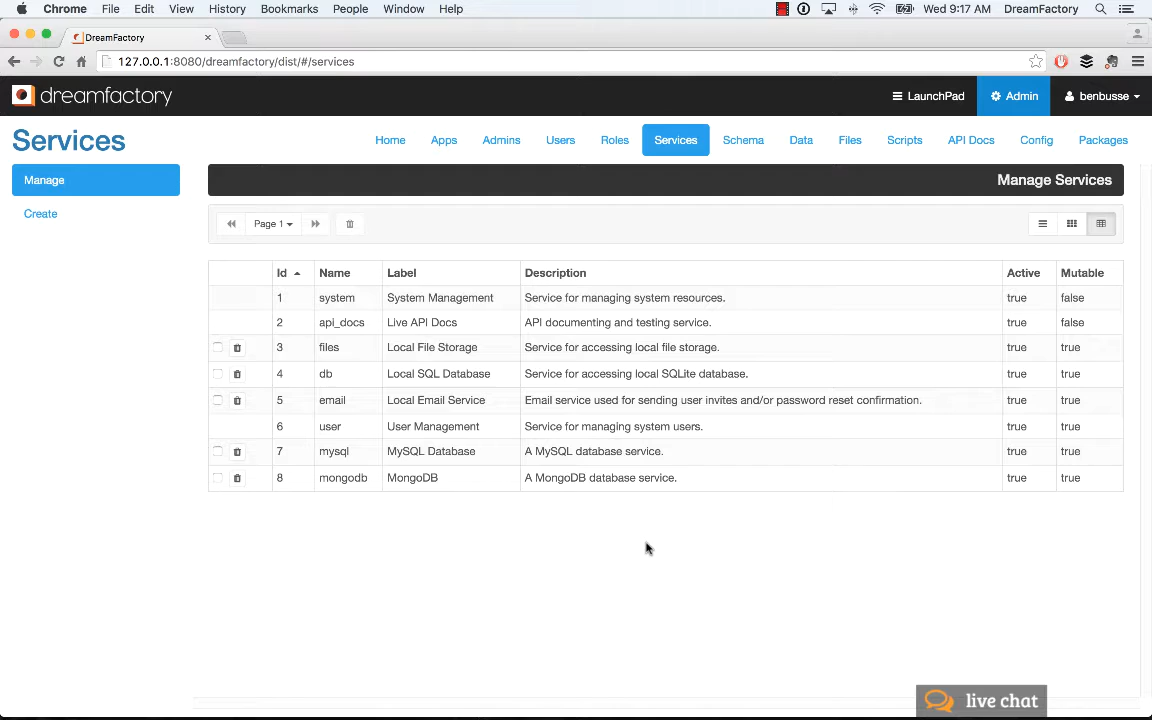 Chrome File Edit View History Bookmarks People Window Help Wed 9:17 AM DreamFactory
DreamFactory
127.0.0.1:8080/dreamfactory/dist/#/services
dreamfactory LaunchPad Admin benbusse
Services Home Apps Admins Users Roles Services Schema Data Files Scripts API Docs Config Packages
Manage Manage Services
Create
Page 1
Id Name Label Description Active Mutable
1 system System Management Service for managing system resources. true false
2 api_docs Live API Docs API documenting and testing service. true false
3 files Local File Storage Service for accessing local file storage. true true
4 db Local SQL Database Service for accessing local SQLite database. true true
5 email Local Email Service Email service used for sending user invites and/or password reset confirmation. true true
6 user User Management Service for managing system users. true true
7 mysql MySQL Database A MySQL database service. true true
8 mongodb MongoDB A MongoDB database service. true true
live chat